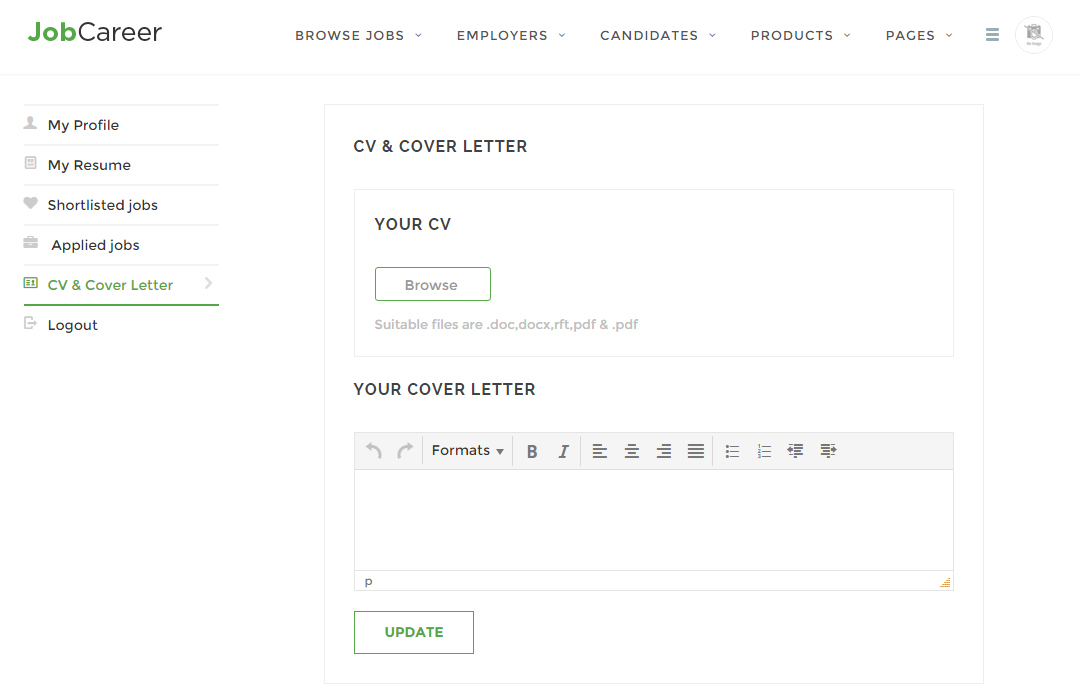 JobCareer
BROWSE JOBS EMPLOYERS CANDIDATES PRODUCTS PAGES
No Image
My Profile
My Resume
Shortlisted jobs
Applied jobs
CV & Cover Letter
Logout
CV & COVER LETTER
YOUR CV
Browse
Suitable files are .doc,docx,rft,pdf & .pdf
YOUR COVER LETTER
Formats B I
p
UPDATE